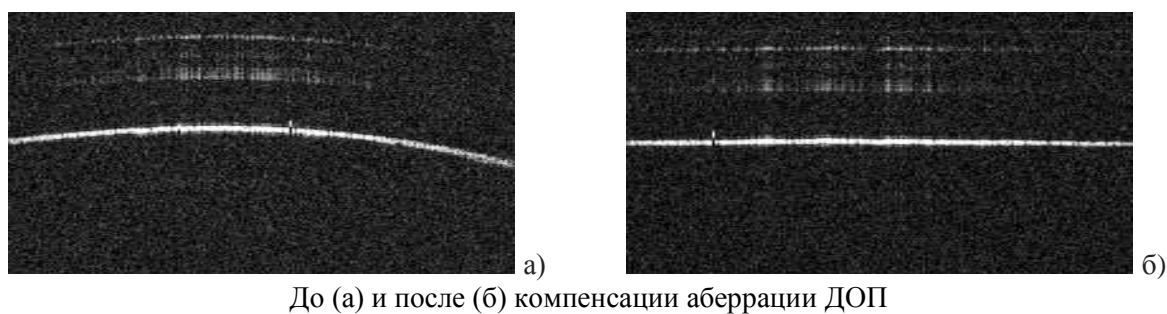 а)
б)
До (а) и после (б) компенсации аберрации ДОП